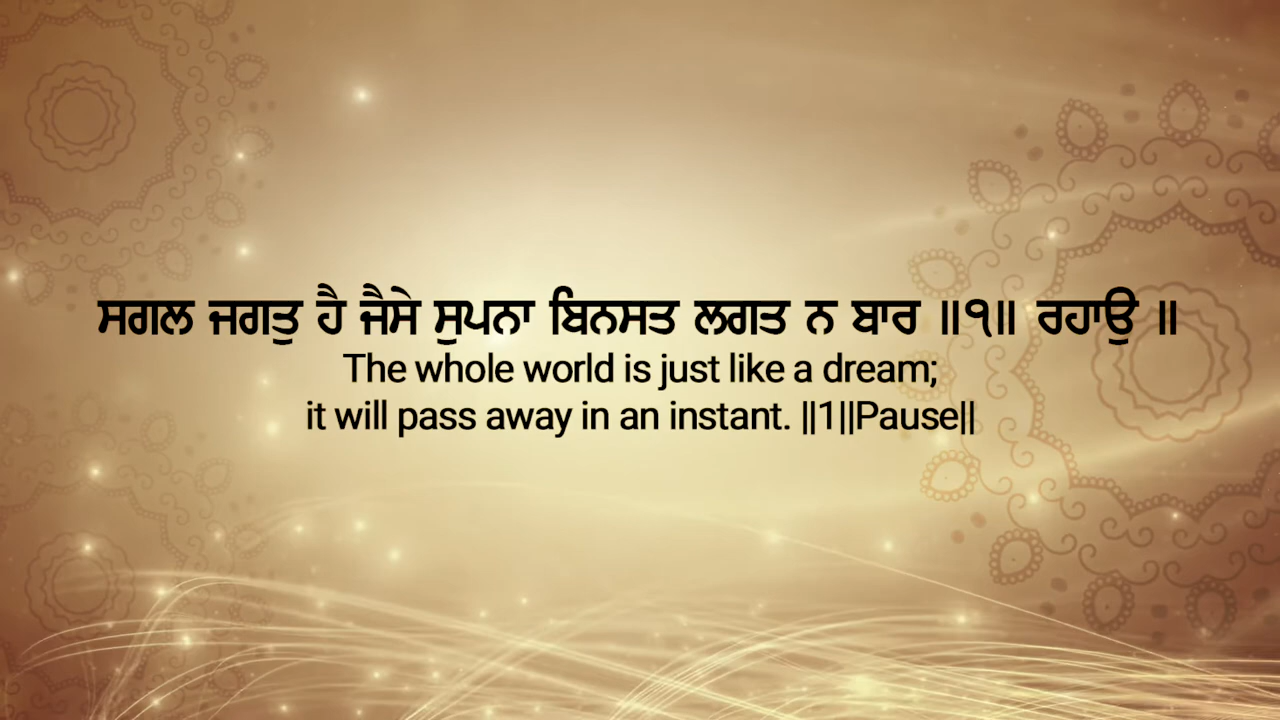 ਸਗਲ ਜਗਤੁ ਹੈ ਜੈਸੇ ਸੁਪਨਾ ਬਿਨਸਤ ਲਗਤ ਨ ਬਾਰ ॥੧॥ ਰਹਾਉ ॥
The whole world is just like a dream;
it will pass away in an instant. ||1||Pause||